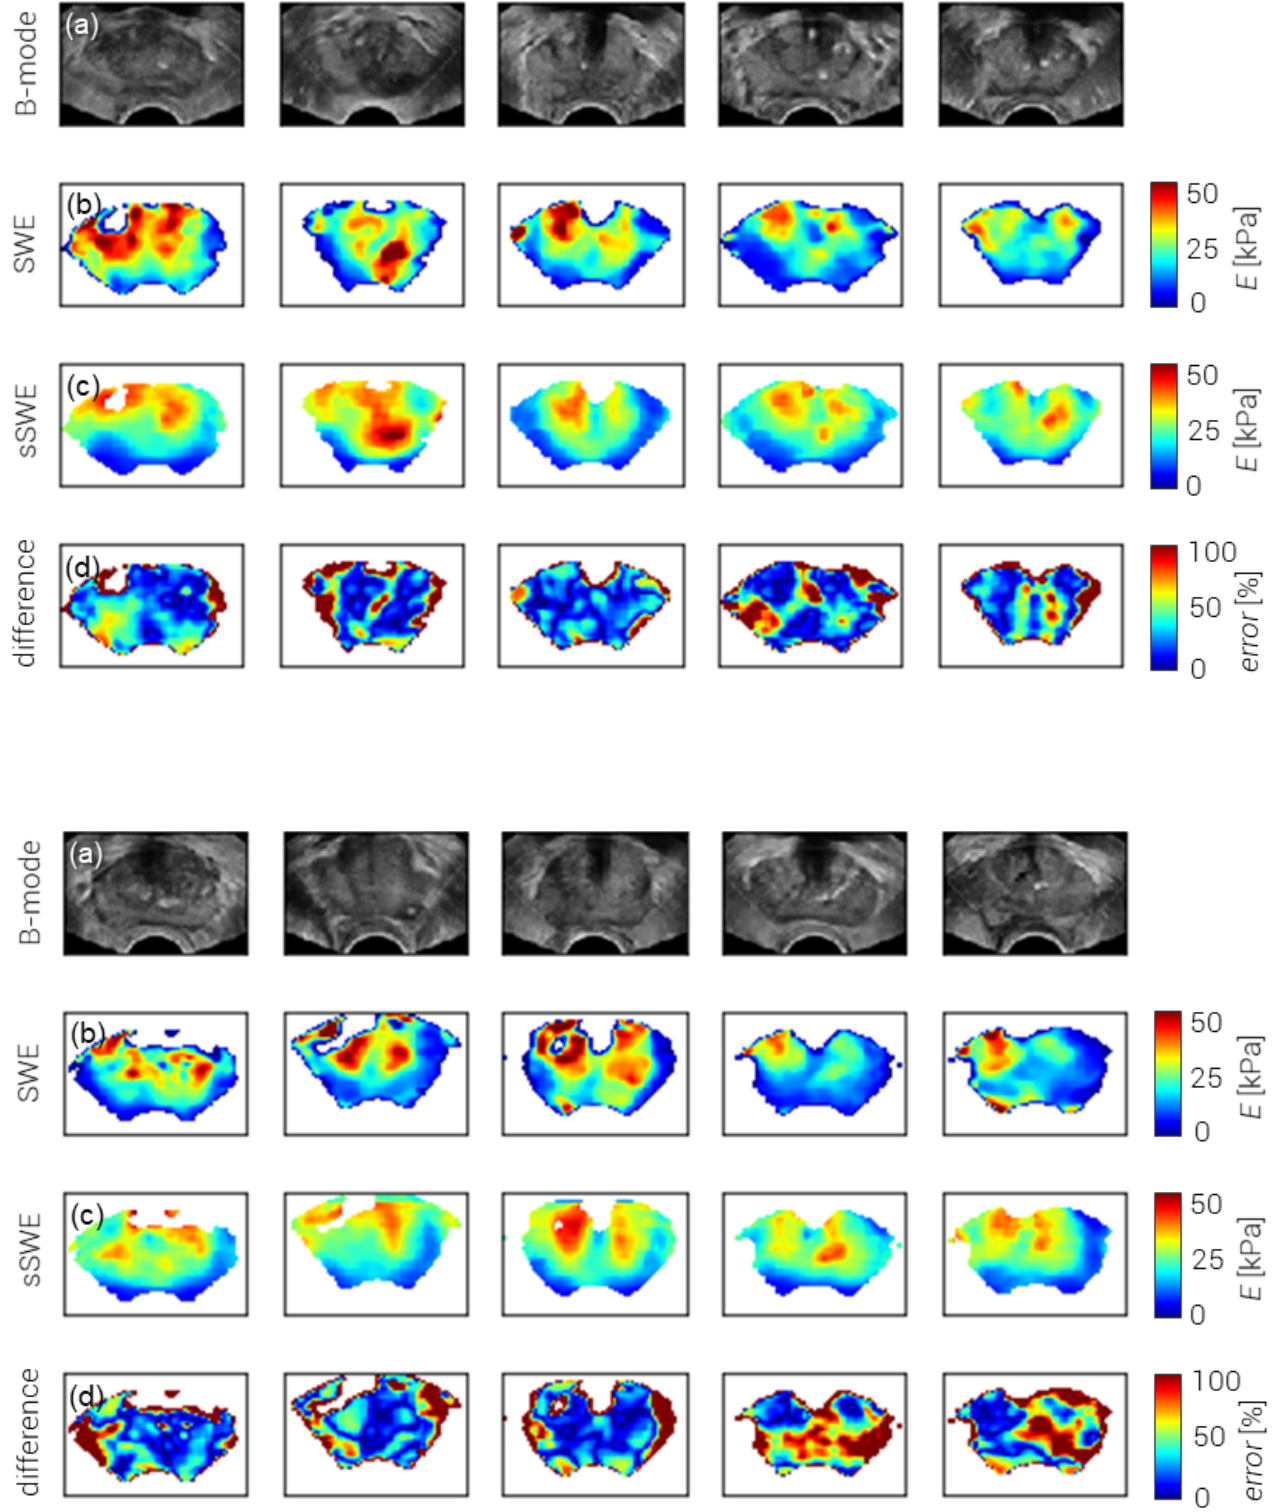 B-mode
(a)
SWE
(b)
50
25
0
E [kPa]
sSWE
(c)
50
25
0
E [kPa]
difference
(d)
100
50
0
error [%]
B-mode
(a)
SWE
(b)
50
25
0
E [kPa]
sSWE
(c)
50
25
0
E [kPa]
difference
(d)
100
50
0
error [%]